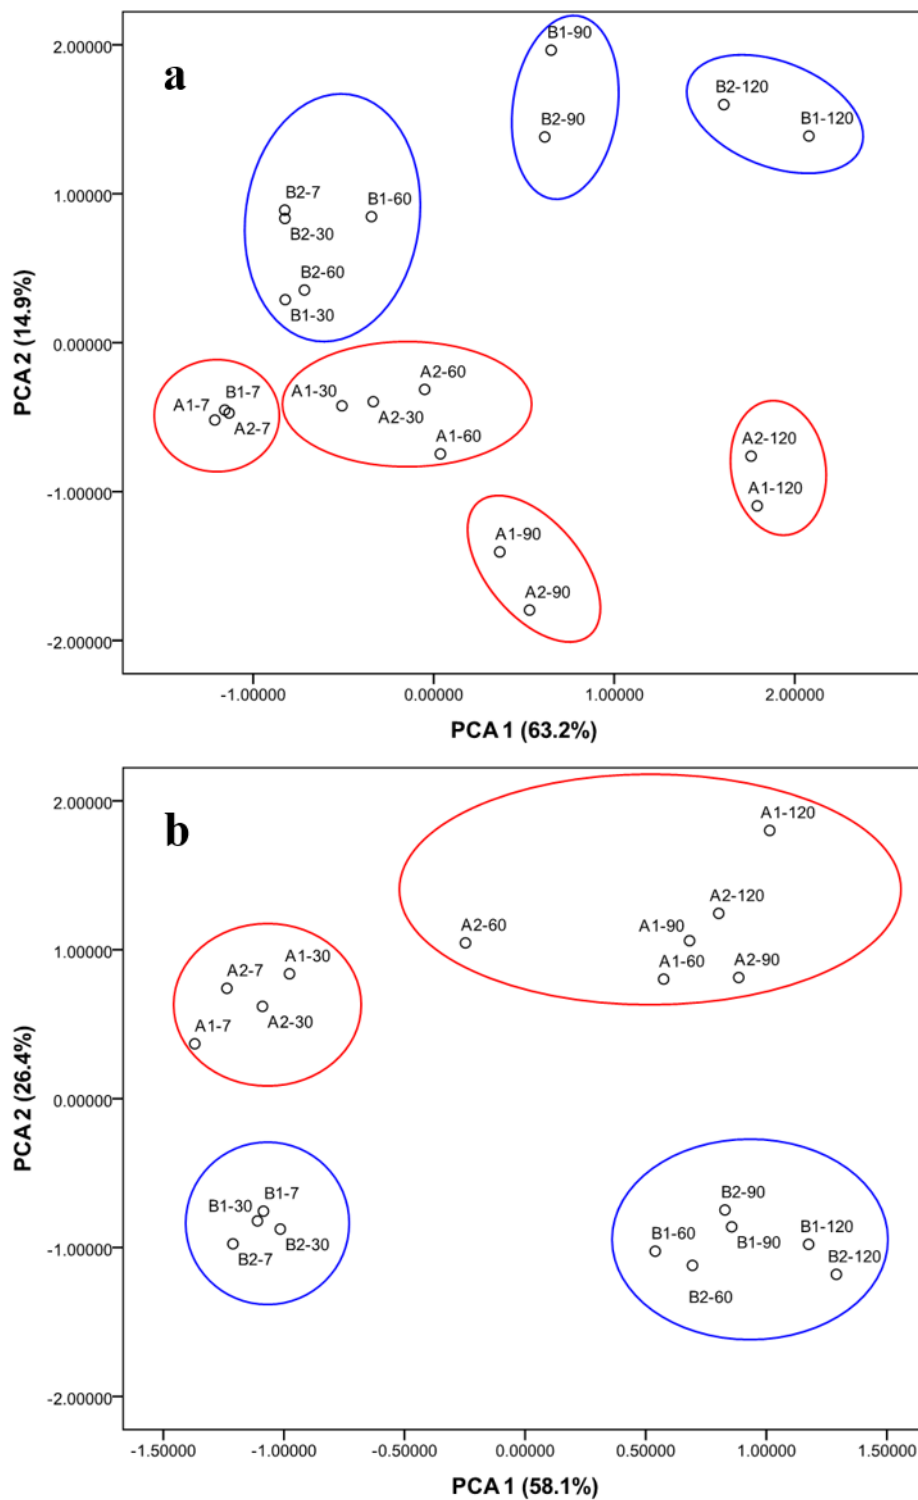 a
2.00000
1.00000
0.00000
-1.00000
-2.00000
PCA 2 (14.9%)
B1-90
B2-90
B2-120
B1-120
B2-7
B1-60
B2-30
B2-60
B1-30
A2-60
A1-30
A2-30
A1-60
A1-7
B1-7
A2-7
A2-120
A1-120
A1-90
A2-90
-1.00000
0.00000
1.00000
2.00000
PCA 1 (63.2%)
b
2.00000
1.00000
0.00000
-1.00000
-2.00000
PCA 2 (26.4%)
A1-120
A2-120
A2-60
A1-90
A1-60
A2-90
A1-30
A2-7
A2-30
A1-7
B1-7
B1-30
B2-30
B2-7
B2-90
B1-60
B1-90
B1-120
B2-120
B2-60
-1.50000
-1.00000
-0.50000
0.00000
0.50000
1.00000
1.50000
PCA 1 (58.1%)